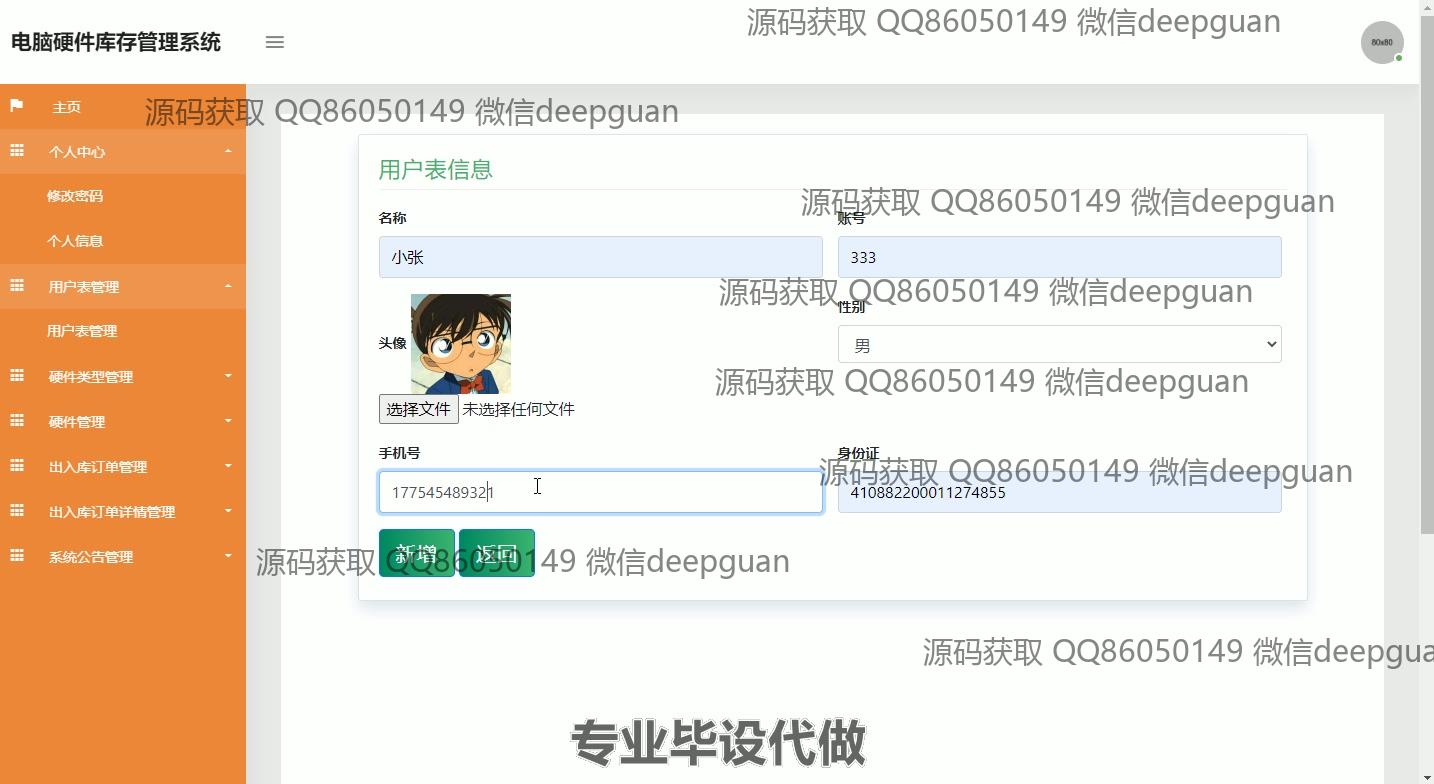 电脑硬件库存管理系统
源码获取 QQ86050149 微信deepguan
80x80
主页
源码获取 QQ86050149 微信deepguan
个人中心
修改密码
个人信息
用户表管理
用户表管理
硬件类型管理
硬件管理
出入库订单管理
出入库订单详情管理
系统公告管理
用户表信息
源码获取 QQ86050149 微信deepguan
名称
账号
小张
333
源码获取 QQ86050149 微信deepguan
性别
头像
男
源码获取 QQ86050149 微信deepguan
选择文件 未选择任何文件
手机号
身份证
源码获取 QQ86050149 微信deepguan
177545489321
410882200011274855
新增
返回
源码获取 QQ86050149 微信deepguan
源码获取 QQ86050149 微信deepgua
专业毕设代做